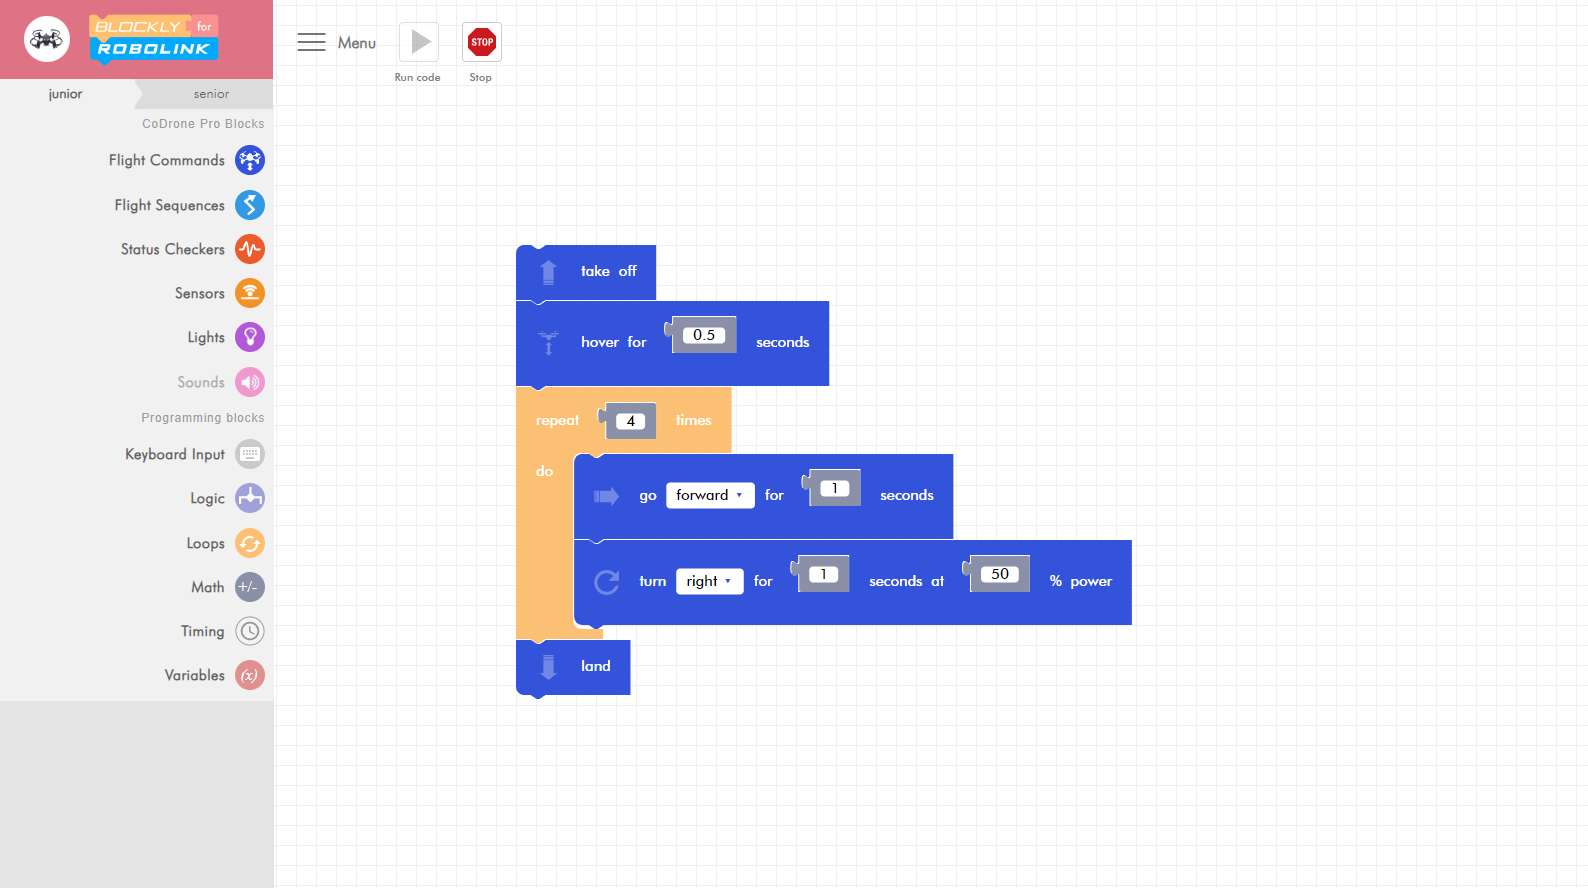 BLOCKLY for
ROBOLINK
junior
senior
CoDrone Pro Blocks
Flight Commands
Flight Sequences
Status Checkers
Sensors
Lights
Sounds
Programming blocks
Keyboard Input
Logic
Loops
Math +/-
Timing
Variables (x)
Menu
Run code
STOP
Stop
take off
hover for 0.5 seconds
repeat 4 times
do
go forward for 1 seconds
turn right for 1 seconds at 50 % power
land